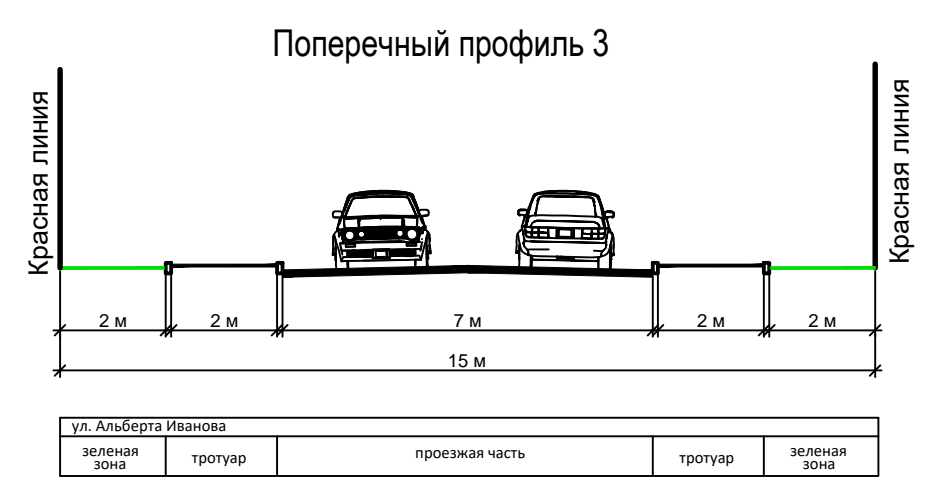 Поперечный профиль 3
Красная линия
Красная линия
2 м
2 м
7 м
2 м
2 м
15 м
ул. Альберта Иванова
зеленая
зона
тротуар
проезжая часть
тротуар
зеленая
зона